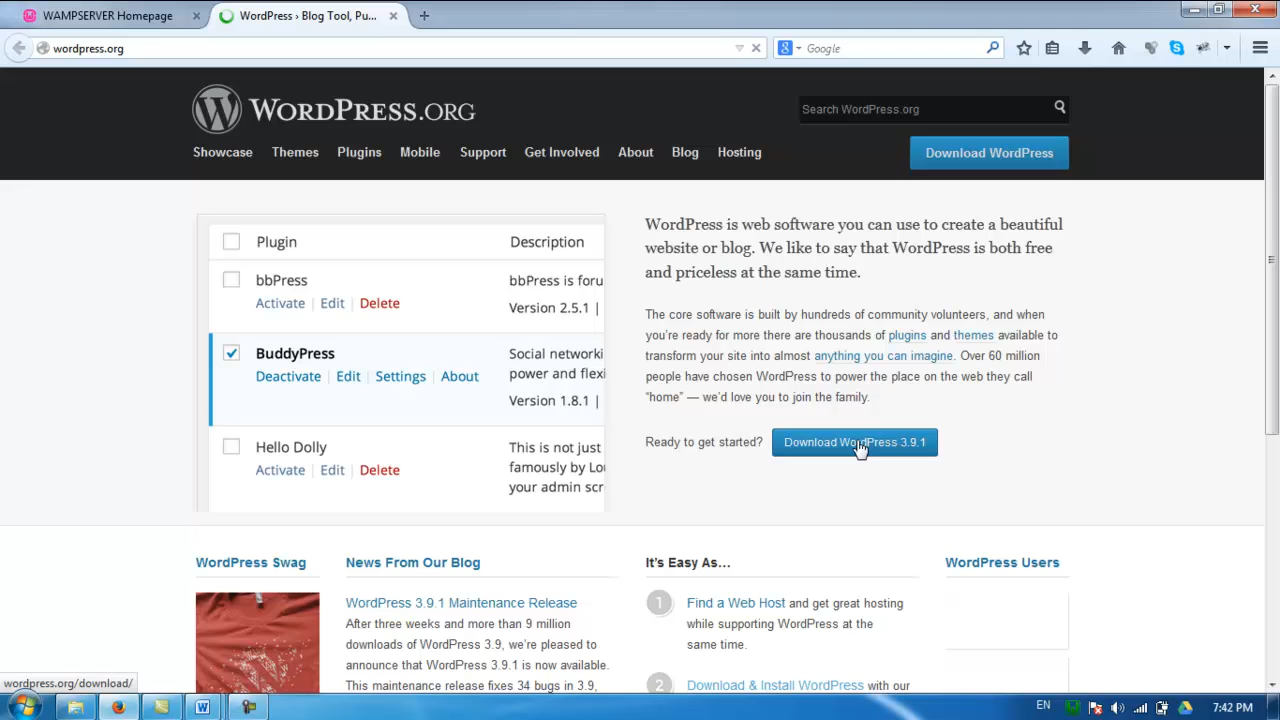 WAMPSERVER Homepage
WordPress › Blog Tool, Pu...
wordpress.org
Google
WORDPRESS.ORG
Search WordPress.org
Showcase Themes Plugins Mobile Support Get Involved About Blog Hosting
Download WordPress
Plugin Description
bbPress bbPress is foru
Activate | Edit | Delete
Version 2.5.1 |
BuddyPress Social networki
Deactivate | Edit | Settings | About
power and flexi
Version 1.8.1 |
Hello Dolly This is not just
Activate | Edit | Delete
famously by Lou
your admin scr
WordPress is web software you can use to create a beautiful
website or blog. We like to say that WordPress is both free
and priceless at the same time.
The core software is built by hundreds of community volunteers, and when
you’re ready for more there are thousands of plugins and themes available to
transform your site into almost anything you can imagine. Over 60 million
people have chosen WordPress to power the place on the web they call
“home” — we’d love you to join the family.
Ready to get started? Download WordPress 3.9.1
WordPress Swag
News From Our Blog
WordPress 3.9.1 Maintenance Release
After three weeks and more than 9 million
downloads of WordPress 3.9, we’re pleased to
announce that WordPress 3.9.1 is now available.
This maintenance release fixes 34 bugs in 3.9,
It’s Easy As…
1 Find a Web Host and get great hosting
while supporting WordPress at the
same time.
2 Download & Install WordPress with our
WordPress Users
wordpress.org/download/
EN
7:42 PM